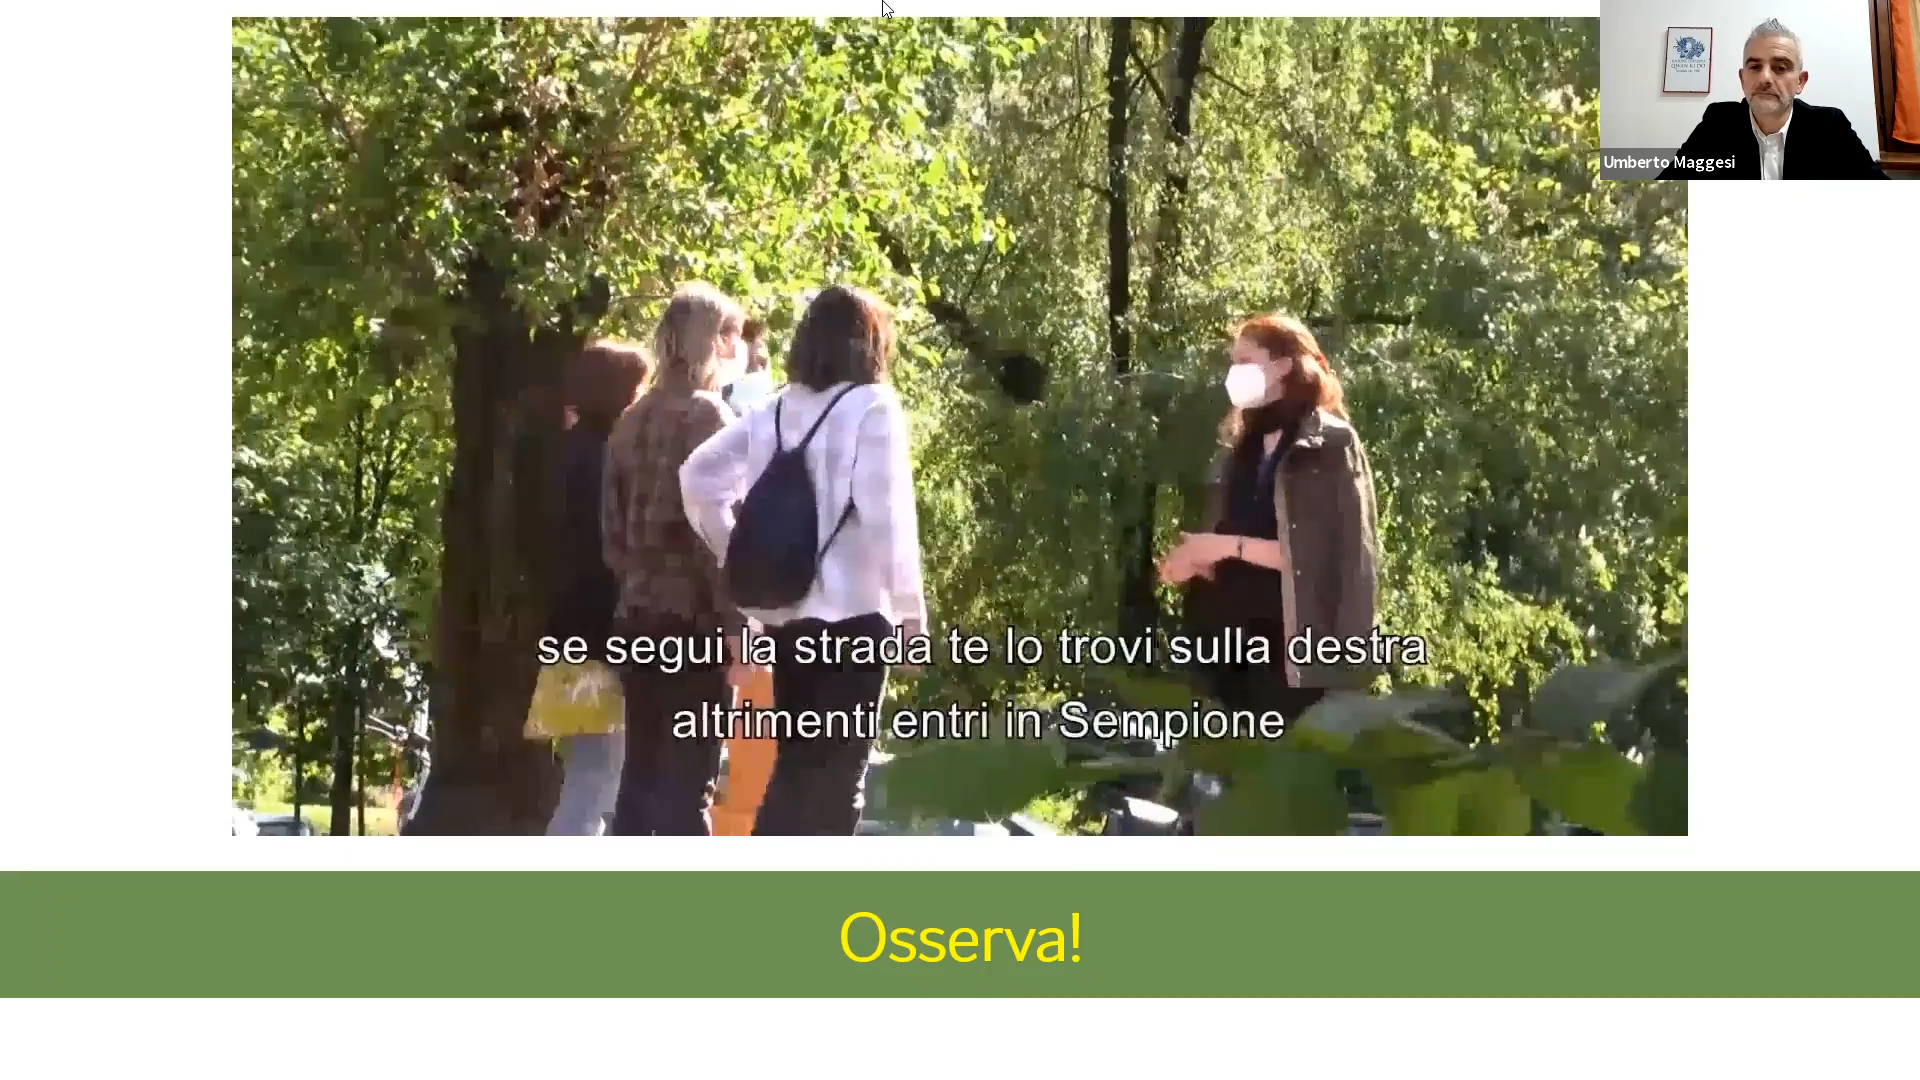 Umberto Maggesi
se segui la strada te lo trovi sulla destra
altrimenti entri in Sempione
Osserva!